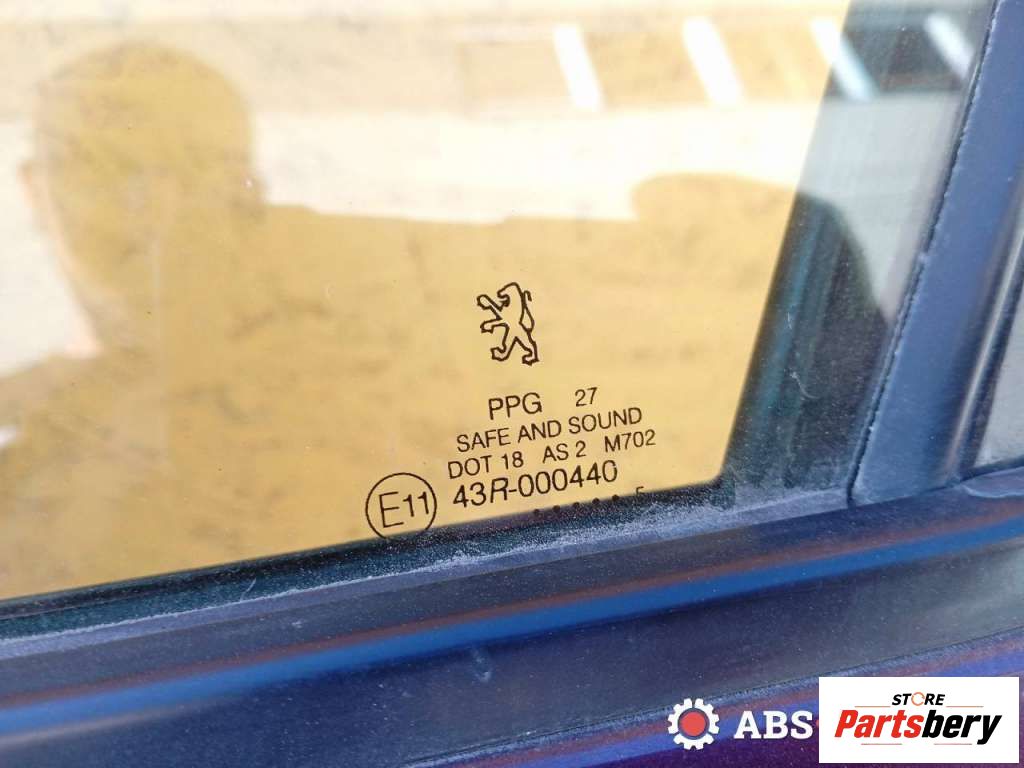 PPG 27
SAFE AND SOUND
DOT 18 AS 2 M702
E11 43R-000440
ABS
STORE
Partsbery